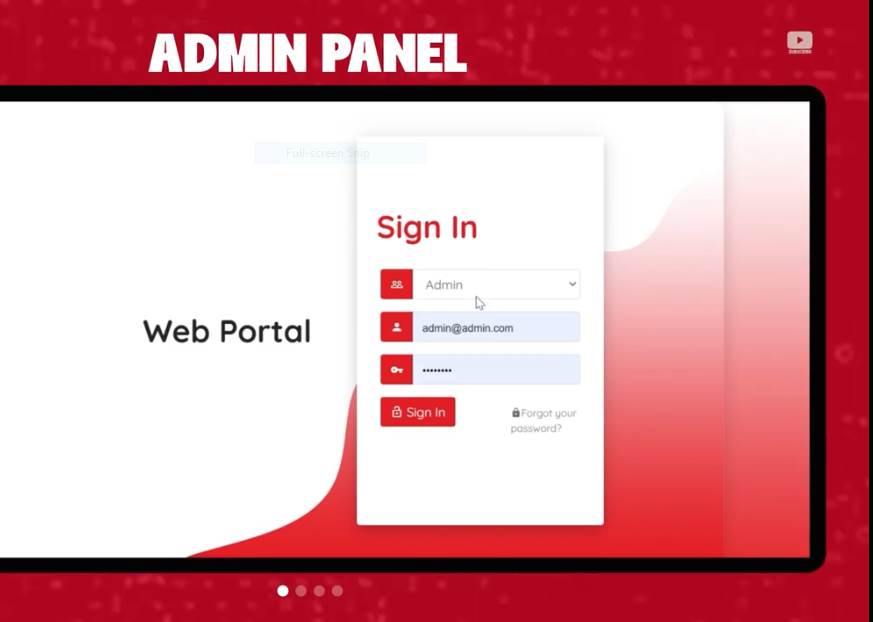 ADMIN PANEL
SUBSCRIBE
Full-screen Snip
Sign In
Admin
Web Portal
admin@admin.com
••••••••
Sign In
Forgot your
password?